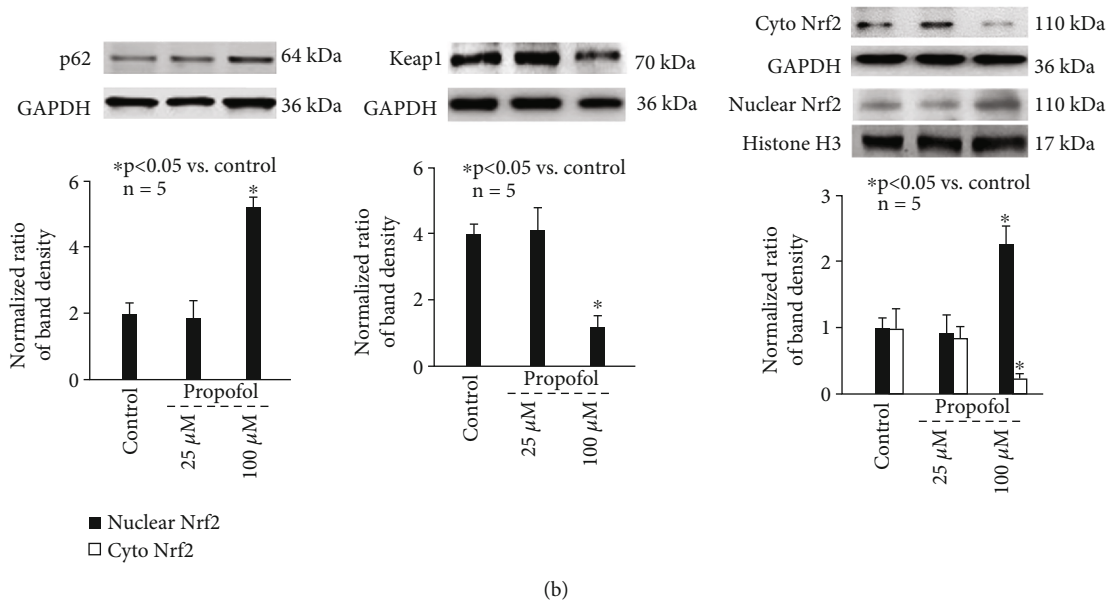 p62
64 kDa
GAPDH
36 kDa
∗p<0.05 vs. control
n = 5
6
4
2
0
Normalized ratio
of band density
∗
Control
Propofol
25 μM
100 μM
Keap1
70 kDa
GAPDH
36 kDa
∗p<0.05 vs. control
n = 5
6
4
2
0
Normalized ratio
of band density
∗
Control
Propofol
25 μM
100 μM
Cyto Nrf2
110 kDa
GAPDH
36 kDa
Nuclear Nrf2
110 kDa
Histone H3
17 kDa
∗p<0.05 vs. control
n = 5
3
2
1
0
Normalized ratio
of band density
∗
∗
Control
Propofol
25 μM
100 μM
Nuclear Nrf2
Cyto Nrf2
(b)